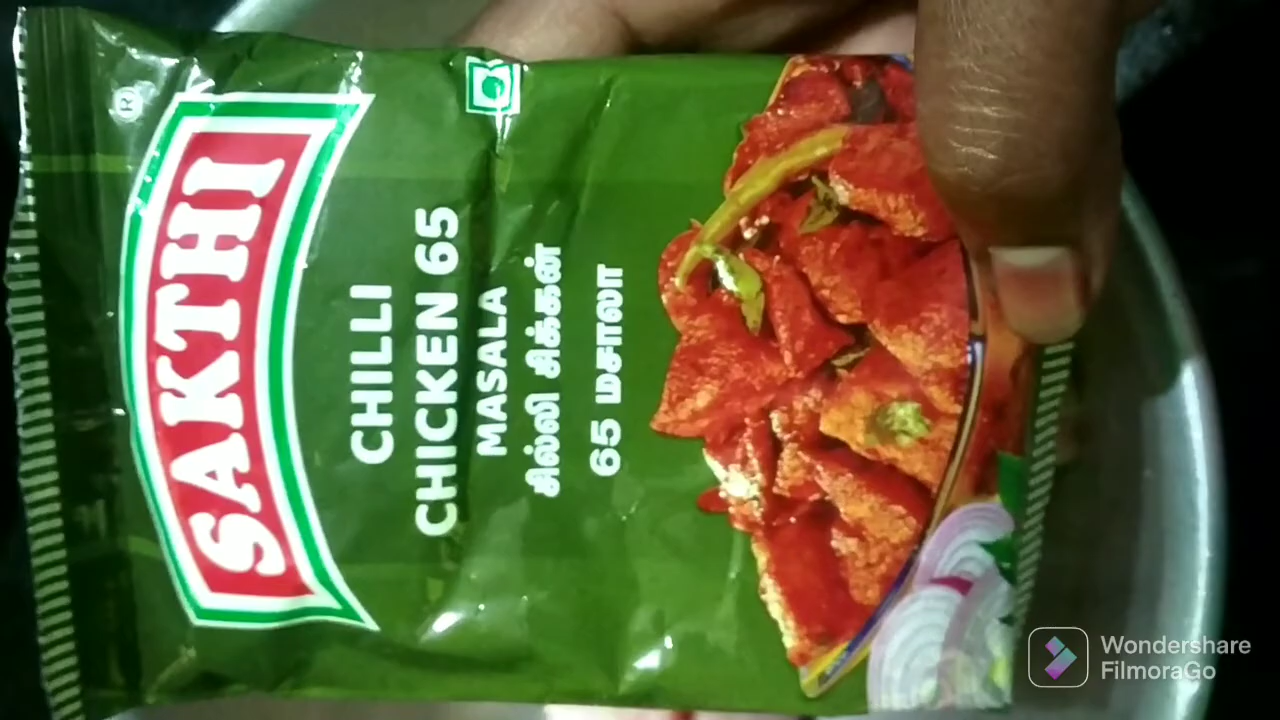 SAKTHI
®
CHILLI
CHICKEN 65
MASALA
சில்லி சிக்கன்
65 மசாலா
Wondershare
FilmoraGo